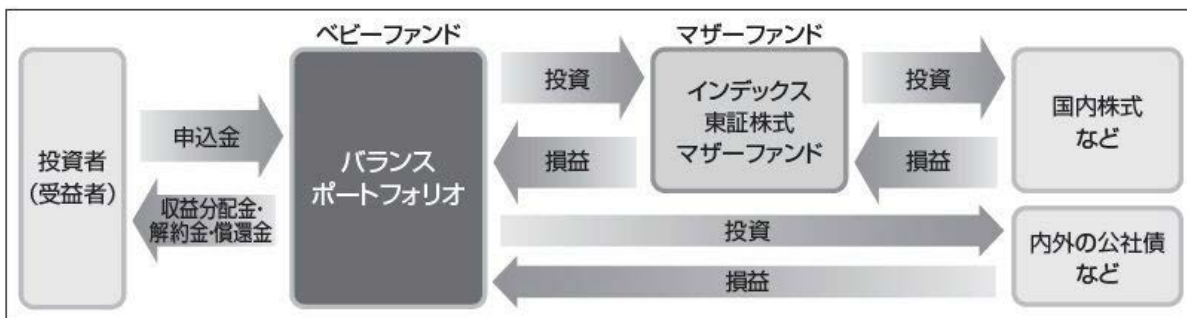 ベビーファンド
マザーファンド
投資者
(受益者)
申込金
収益分配金・
解約金・償還金
バランス
ポートフォリオ
投資
損益
インデックス
東証株式
マザーファンド
投資
損益
国内株式
など
投資
損益
内外の公社債
など